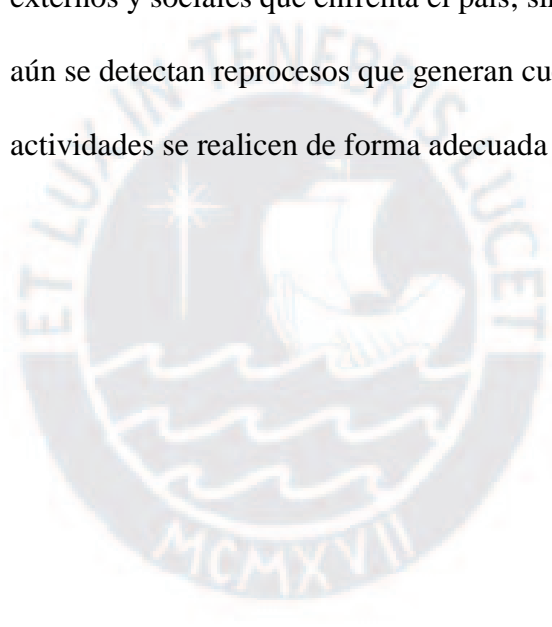 externos y sociales que enfrenta el país; si
aún se detectan reprocesos que generan cu
actividades se realicen de forma adecuada
ET LUX IN TENEBRIS LUCET
MCMXVII